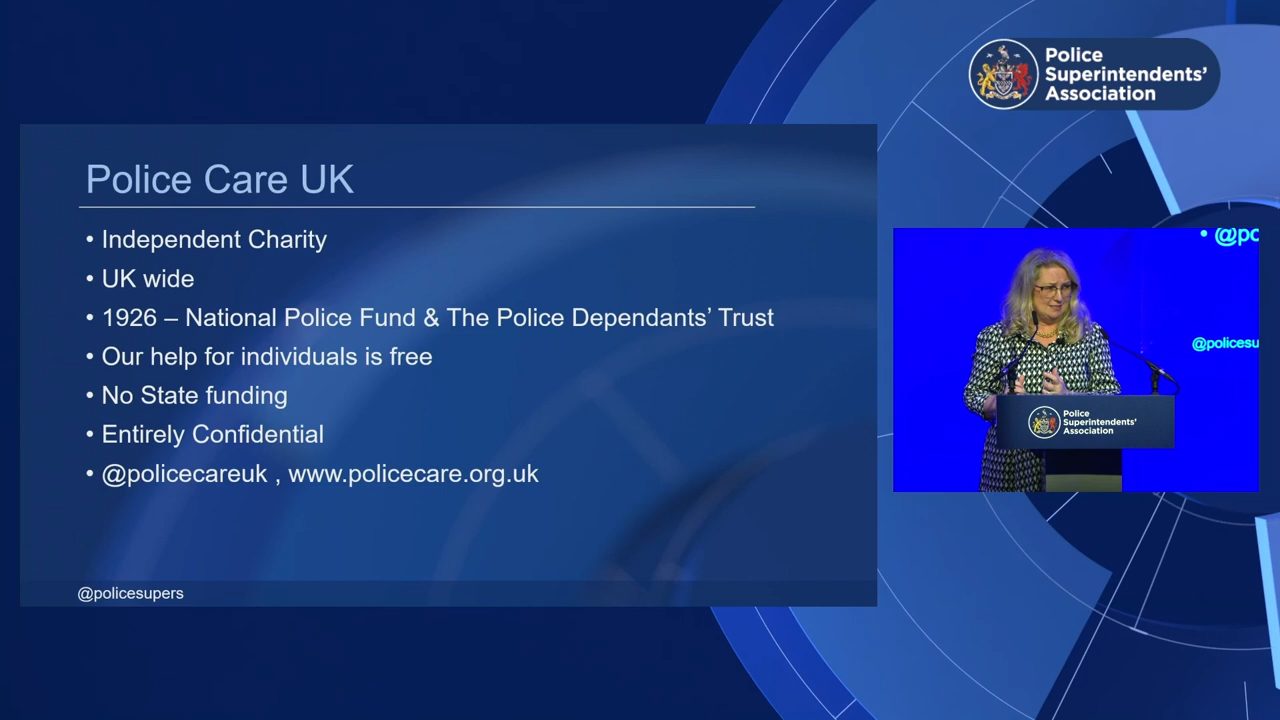 Police
Superintendents’
Association
Police Care UK
• Independent Charity
• UK wide
• 1926 – National Police Fund & The Police Dependants’ Trust
• Our help for individuals is free
• No State funding
• Entirely Confidential
• @policecareuk , www.policecare.org.uk
@policesupers
• @po
@policesu
Police
Superintendents’
Association